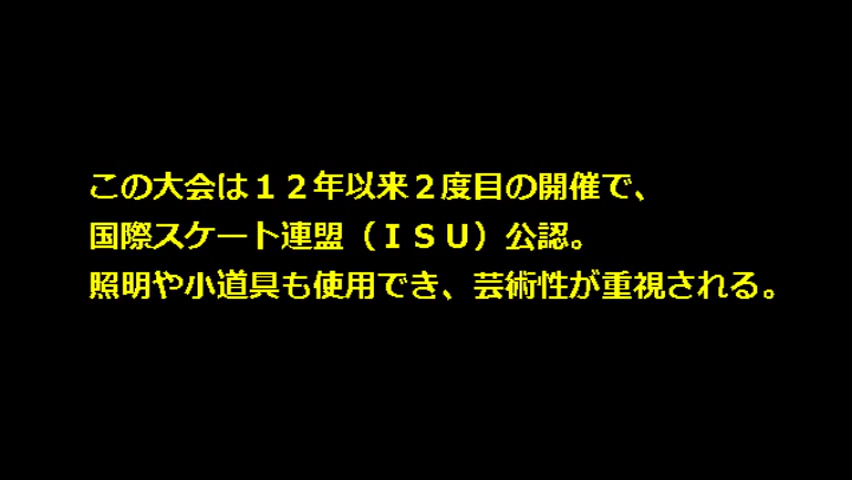 この大会は１２年以来２度目の開催で、
国際スケート連盟（ＩＳＵ）公認。
照明や小道具も使用でき、芸術性が重視される。